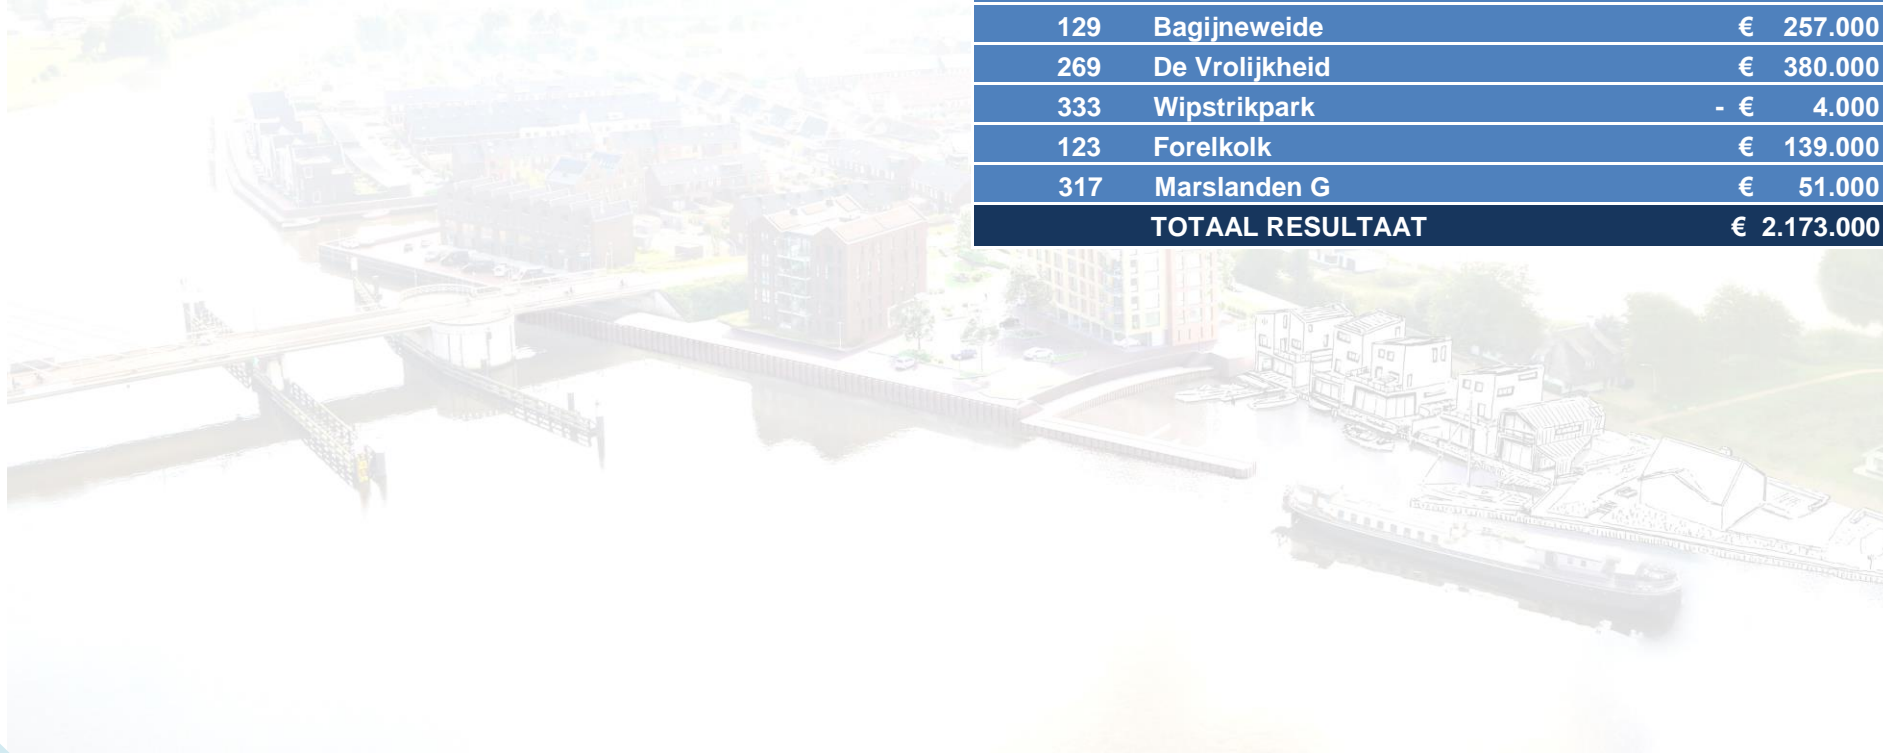 129 Bagijneweide € 257.000
269 De Vrolijkheid € 380.000
333 Wipstrikpark - € 4.000
123 Forelkolk € 139.000
317 Marslanden G € 51.000
TOTAAL RESULTAAT € 2.173.000